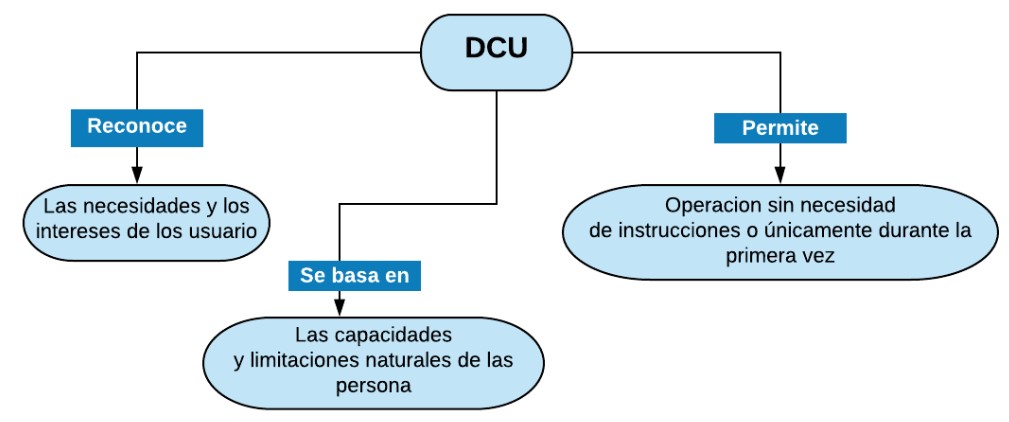 DCU
Reconoce
Las necesidades y los
intereses de los usuario
Se basa en
Las capacidades
y limitaciones naturales de las
persona
Permite
Operacion sin necesidad
de instrucciones o únicamente durante la
primera vez